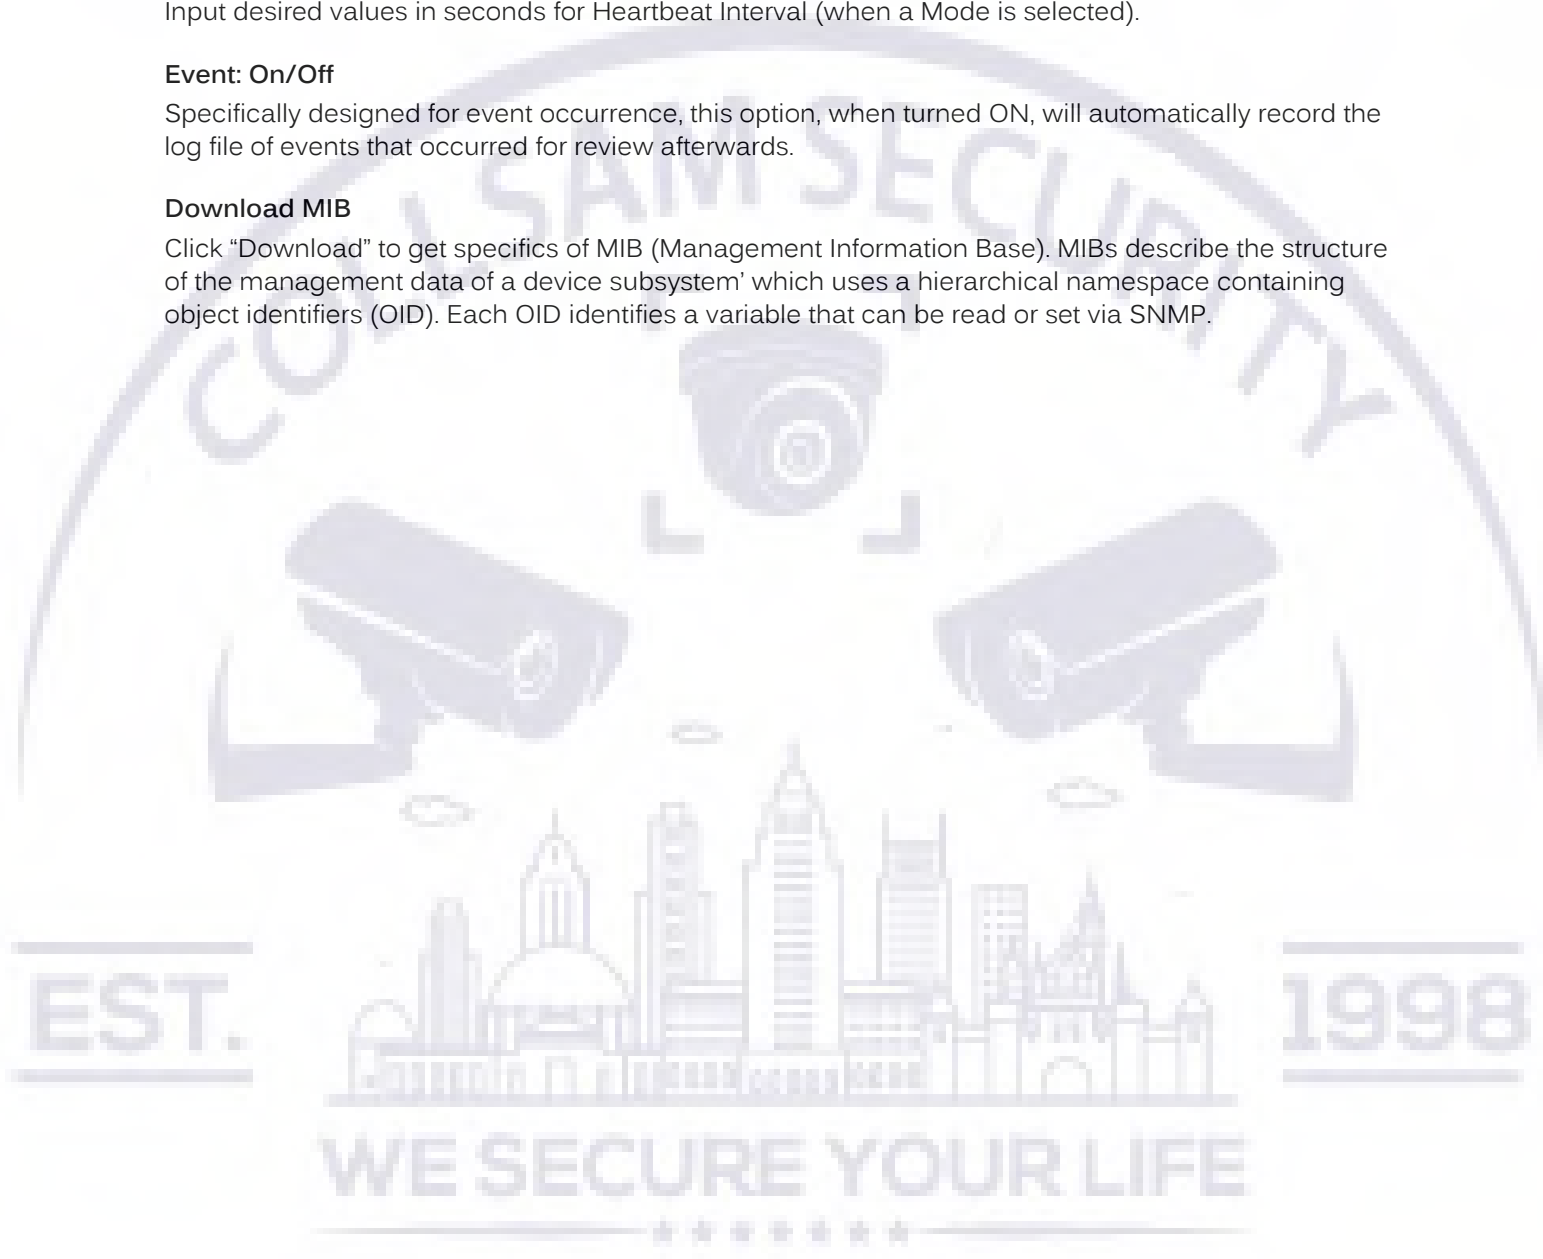 Input desired values in seconds for Heartbeat Interval (when a Mode is selected).
Event: On/Off
Specifically designed for event occurrence, this option, when turned ON, will automatically record the
log file of events that occurred for review afterwards.
Download MIB
Click “Download” to get specifics of MIB (Management Information Base). MIBs describe the structure
of the management data of a device subsystem’ which uses a hierarchical namespace containing
object identifiers (OID). Each OID identifies a variable that can be read or set via SNMP.
COLLSAM SECURITY
EST.
1998
WE SECURE YOUR LIFE